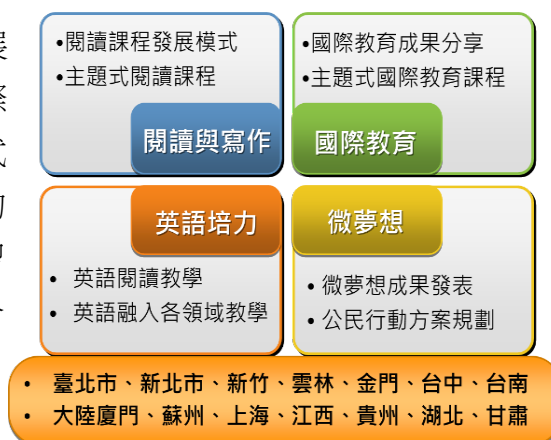 •閱讀課程發展模式
•主題式閱讀課程
閱讀與寫作
•國際教育成果分享
•主題式國際教育課程
國際教育
英語培力
• 英語閱讀教學
• 英語融入各領域教學
微夢想
•微夢想成果發表
•公民行動方案規劃
• 臺北市、新北市、新竹、雲林、金門、台中、台南
• 大陸廈門、蘇州、上海、江西、貴州、湖北、甘肅